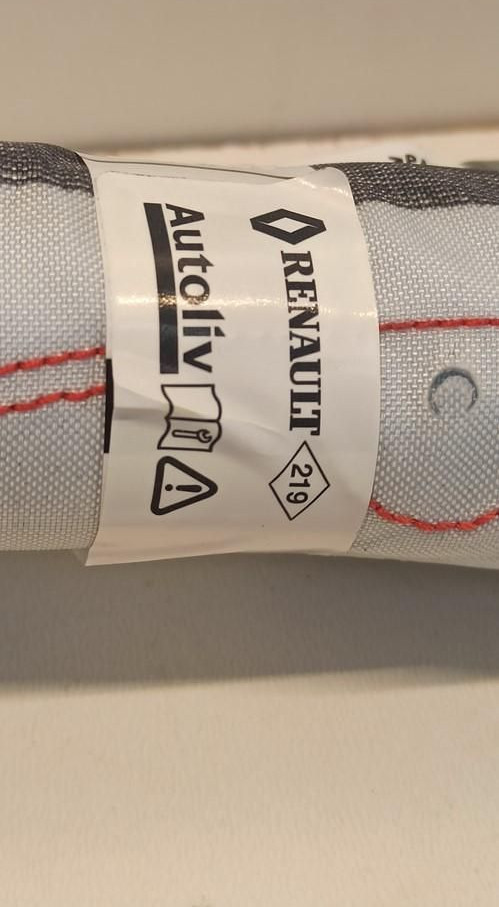 RENAULT
219
Autoliv
C